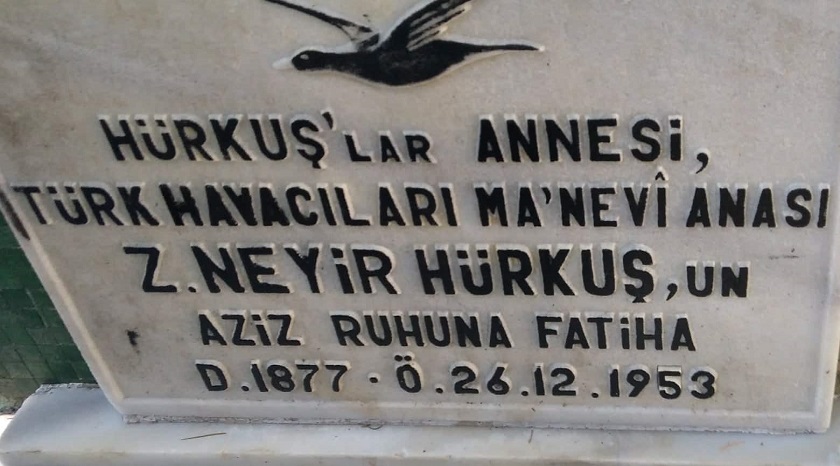 HÜRKUŞ'LAR ANNESİ,
TÜRK HAVACILARI MA'NEVÎ ANASI
Z.NEYİR HÜRKUŞ,UN
AZİZ RUHUNA FATİHA
D.1877 - Ö.26.12.1953